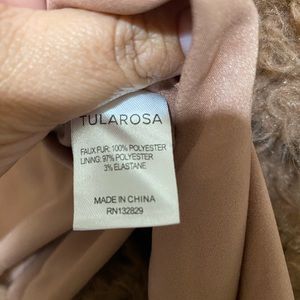 TULAROSA
FAUX FUR: 100% POLYESTER
LINING: 97% POLYESTER
3% ELASTANE
MADE IN CHINA
RN132829